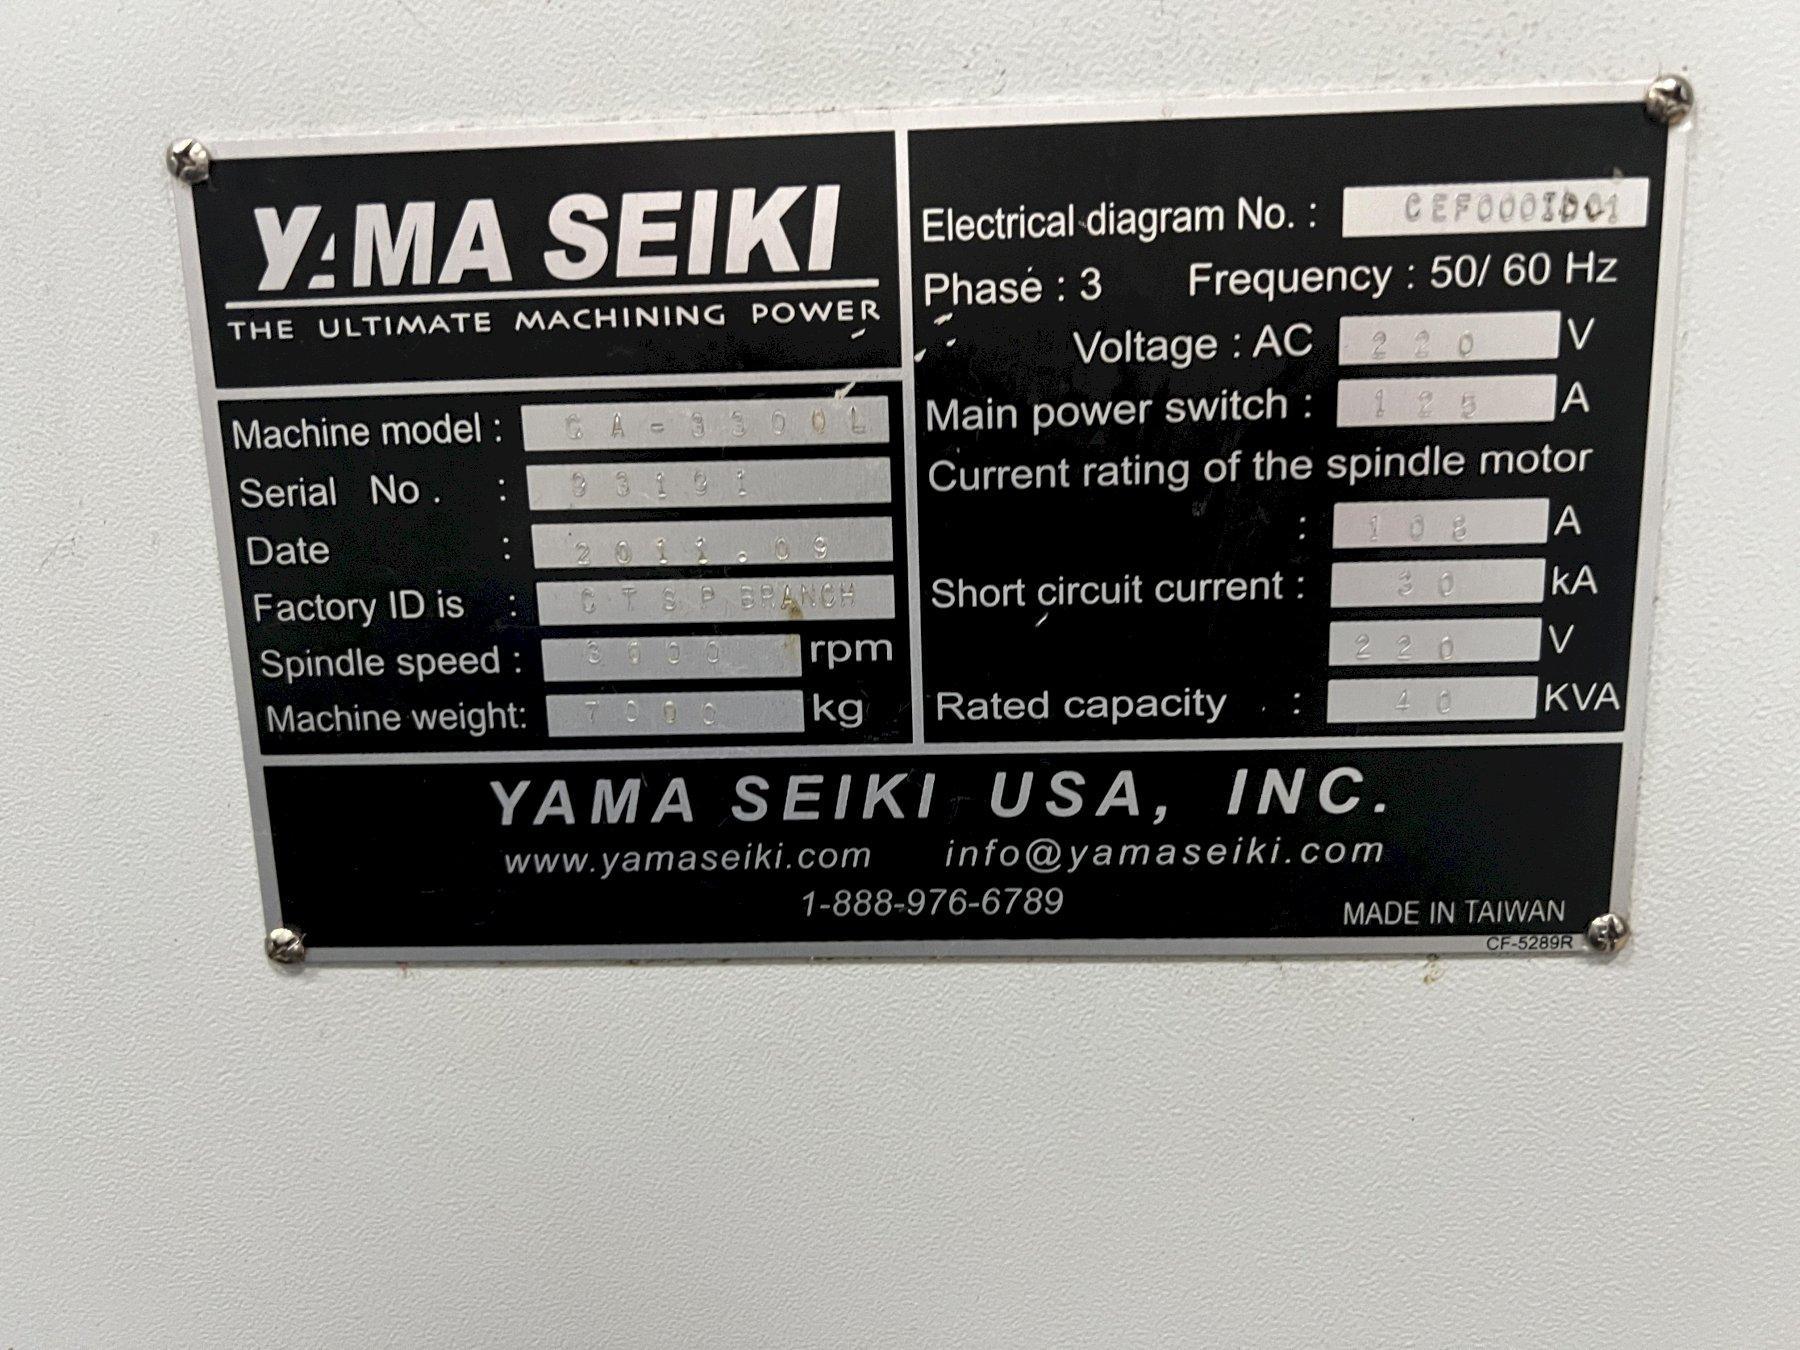 YAMA SEIKI
THE ULTIMATE MACHINING POWER
Machine model : GA-3300L
Serial No. :
Date : 2011.09
Factory ID is : CTSP BRANCH
Spindle speed : rpm
Machine weight: 7000 kg
Electrical diagram No. :
Phase : 3 Frequency : 50/ 60 Hz
Voltage : AC 220 V
Main power switch : 125 A
Current rating of the spindle motor
: 108 A
Short circuit current : 30 kA
220 V
Rated capacity : 40 KVA
YAMA SEIKI USA, INC.
www.yamaseiki.com info@yamaseiki.com
1-888-976-6789
MADE IN TAIWAN
CF-5289R